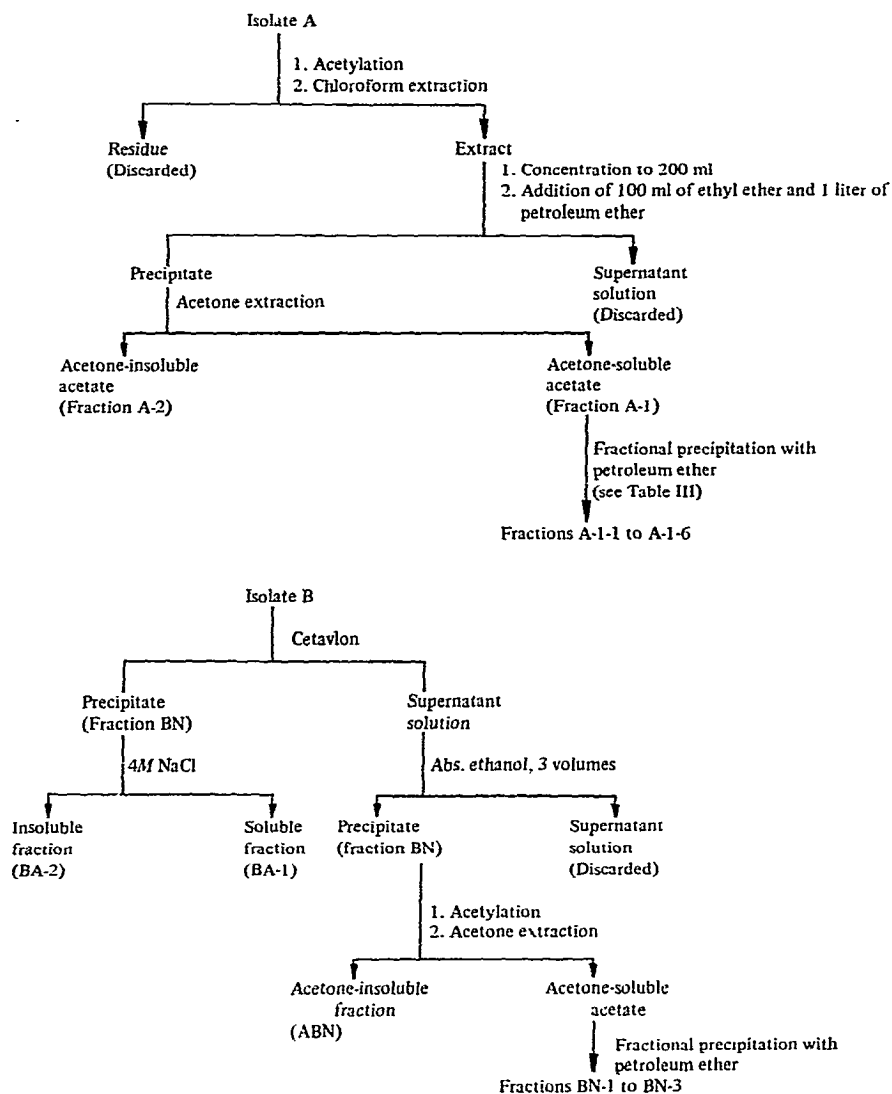 Isolate A
1. Acetylation
2. Chloroform extraction
Residue
(Discarded)
Extract
1. Concentration to 200 ml
2. Addition of 100 ml of ethyl ether and 1 liter of
petroleum ether
Precipitate
Acetone extraction
Supernatant
solution
(Discarded)
Acetone-insoluble
acetate
(Fraction A-2)
Acetone-soluble
acetate
(Fraction A-1)
Fractional precipitation with
petroleum ether
(see Table III)
Fractions A-1-1 to A-1-6
Isolate B
Cetavlon
Precipitate
(Fraction BN)
Supernatant
solution
4M NaCl
Abs. ethanol, 3 volumes
Insoluble
fraction
(BA-2)
Soluble
fraction
(BA-1)
Precipitate
(fraction BN)
Supernatant
solution
(Discarded)
1. Acetylation
2. Acetone extraction
Acetone-insoluble
fraction
(ABN)
Acetone-soluble
acetate
Fractional precipitation with
petroleum ether
Fractions BN-1 to BN-3